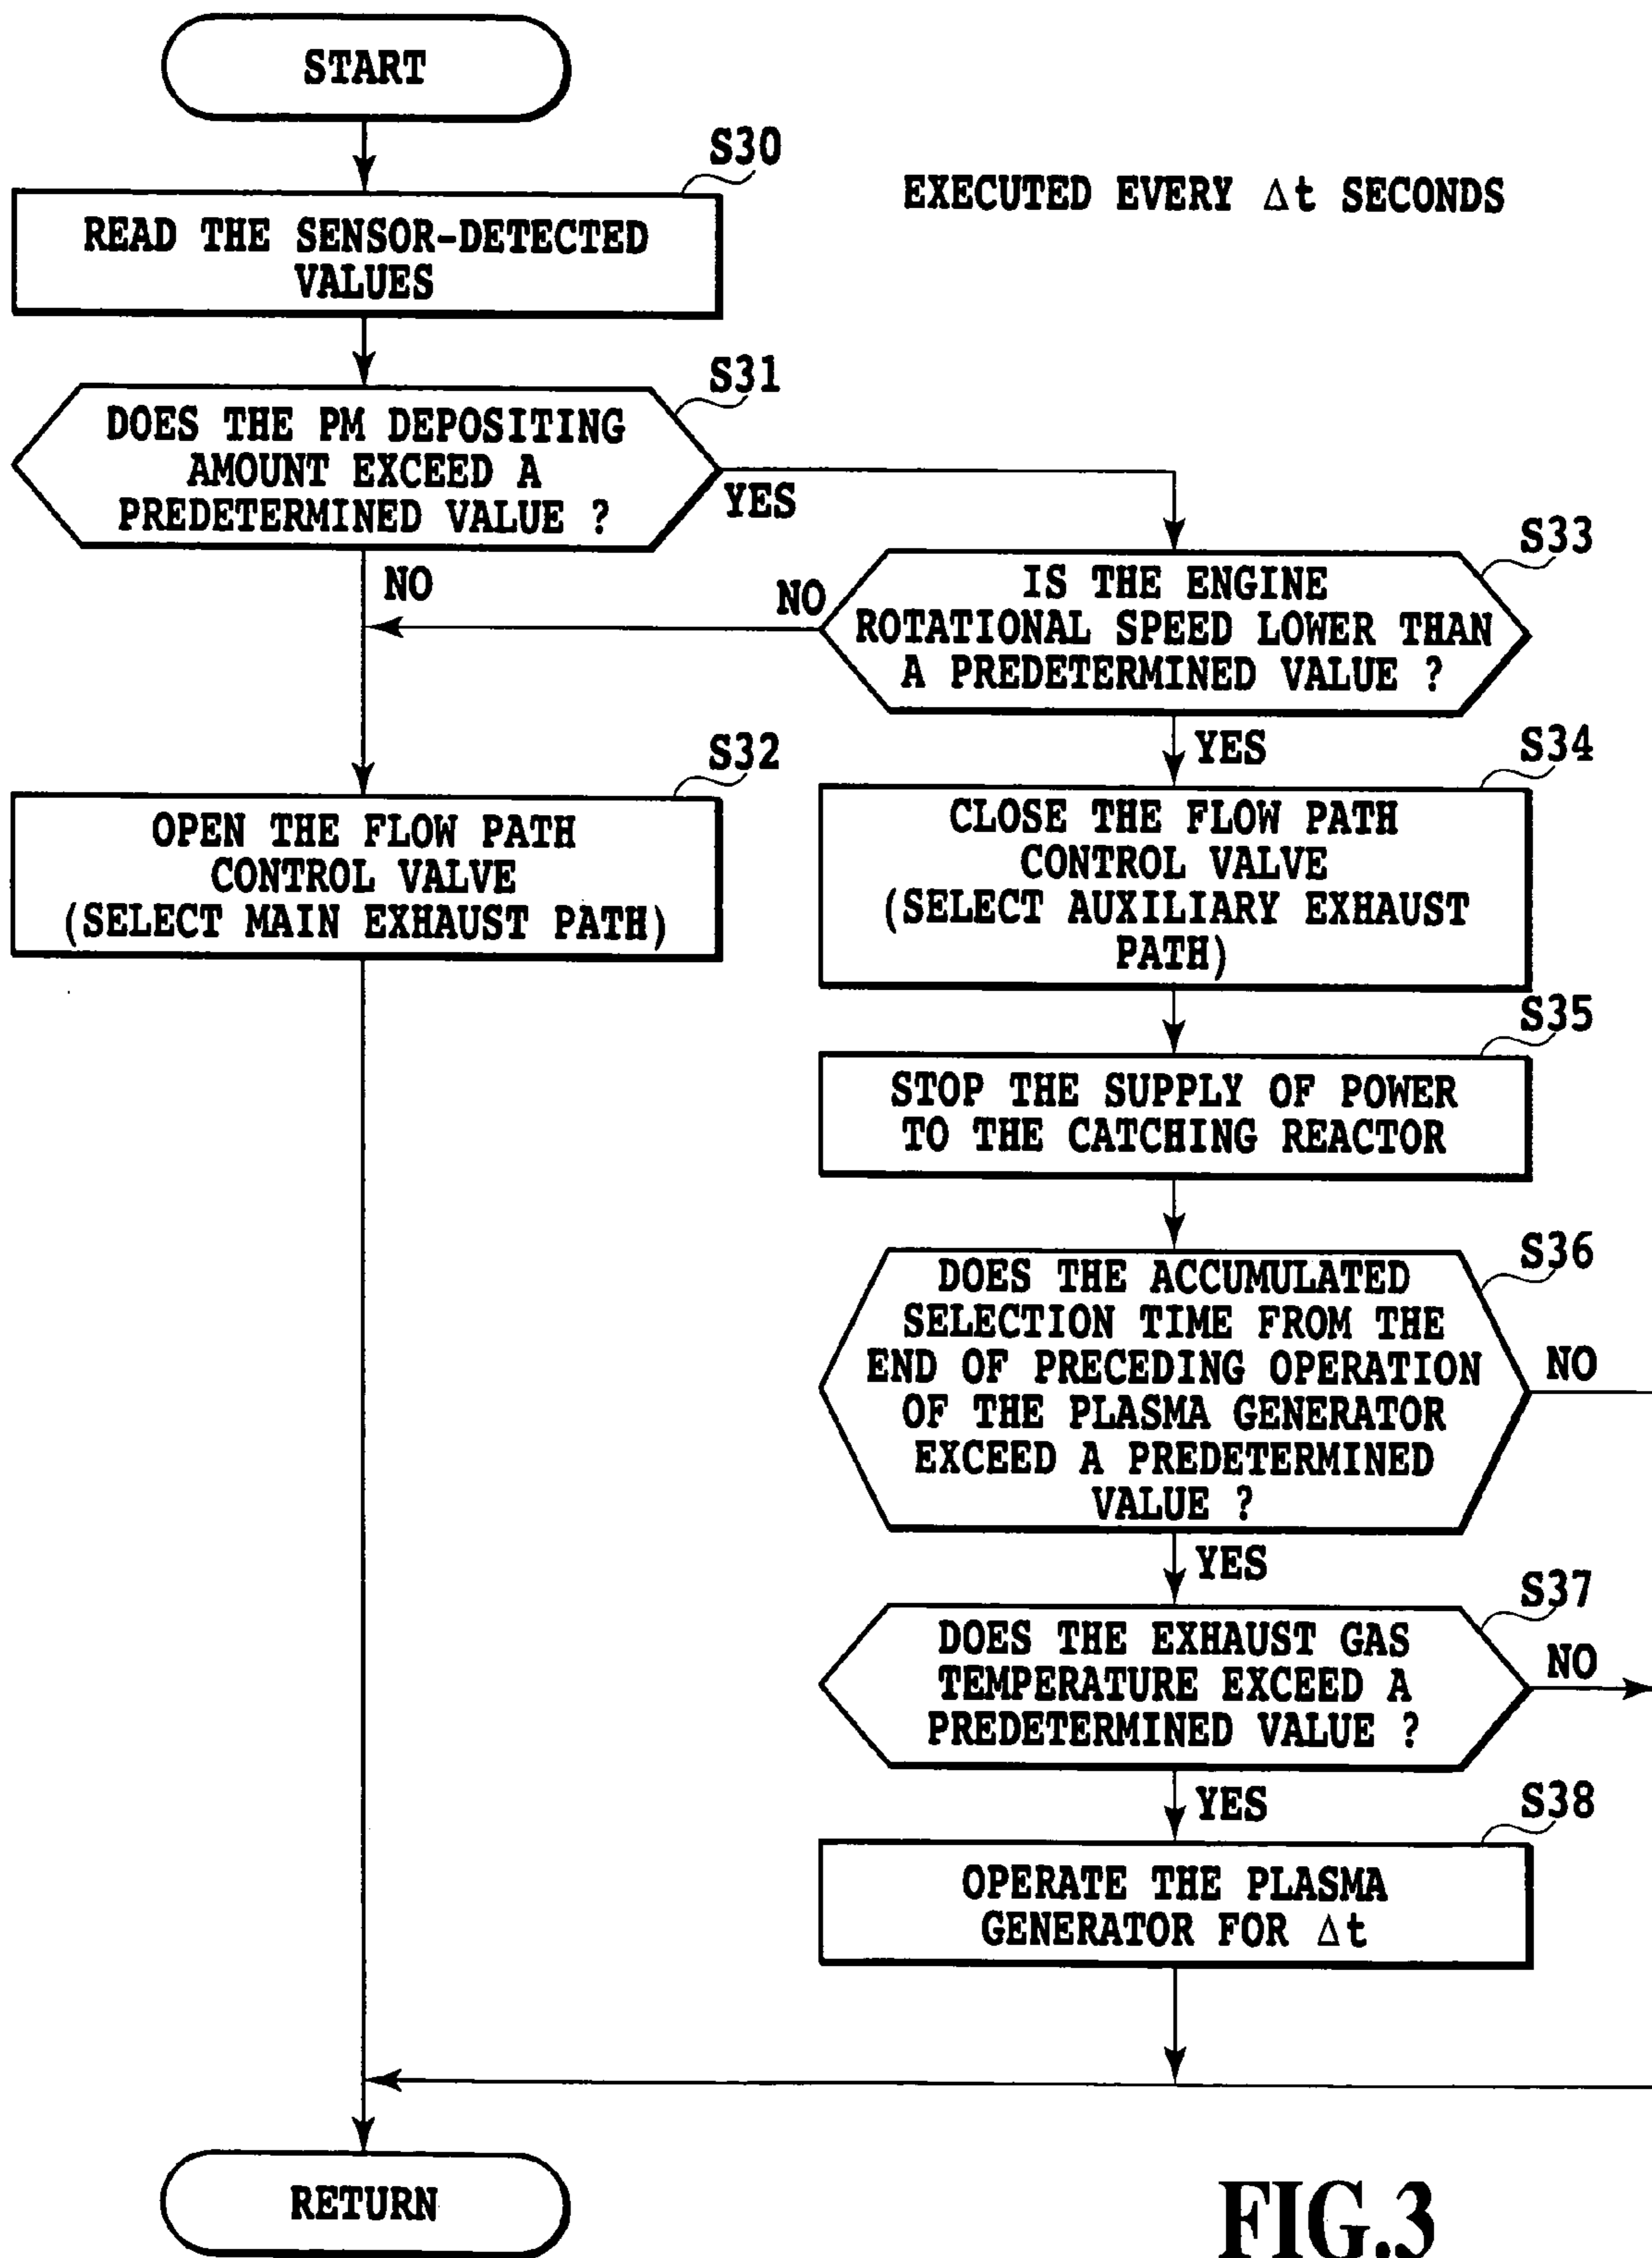 START
S30
EXECUTED EVERY Δt SECONDS
READ THE SENSOR-DETECTED
VALUES
S31
DOES THE PM DEPOSITING
AMOUNT EXCEED A
PREDETERMINED VALUE ?
YES
NO
S33
IS THE ENGINE
ROTATIONAL SPEED LOWER THAN
A PREDETERMINED VALUE ?
NO
YES
S32
OPEN THE FLOW PATH
CONTROL VALVE
(SELECT MAIN EXHAUST PATH)
S34
CLOSE THE FLOW PATH
CONTROL VALVE
(SELECT AUXILIARY EXHAUST
PATH)
S35
STOP THE SUPPLY OF POWER
TO THE CATCHING REACTOR
S36
DOES THE ACCUMULATED
SELECTION TIME FROM THE
END OF PRECEDING OPERATION
OF THE PLASMA GENERATOR
EXCEED A PREDETERMINED
VALUE ?
NO
YES
S37
DOES THE EXHAUST GAS
TEMPERATURE EXCEED A
PREDETERMINED VALUE ?
NO
YES
S38
OPERATE THE PLASMA
GENERATOR FOR Δt
RETURN
FIG.3